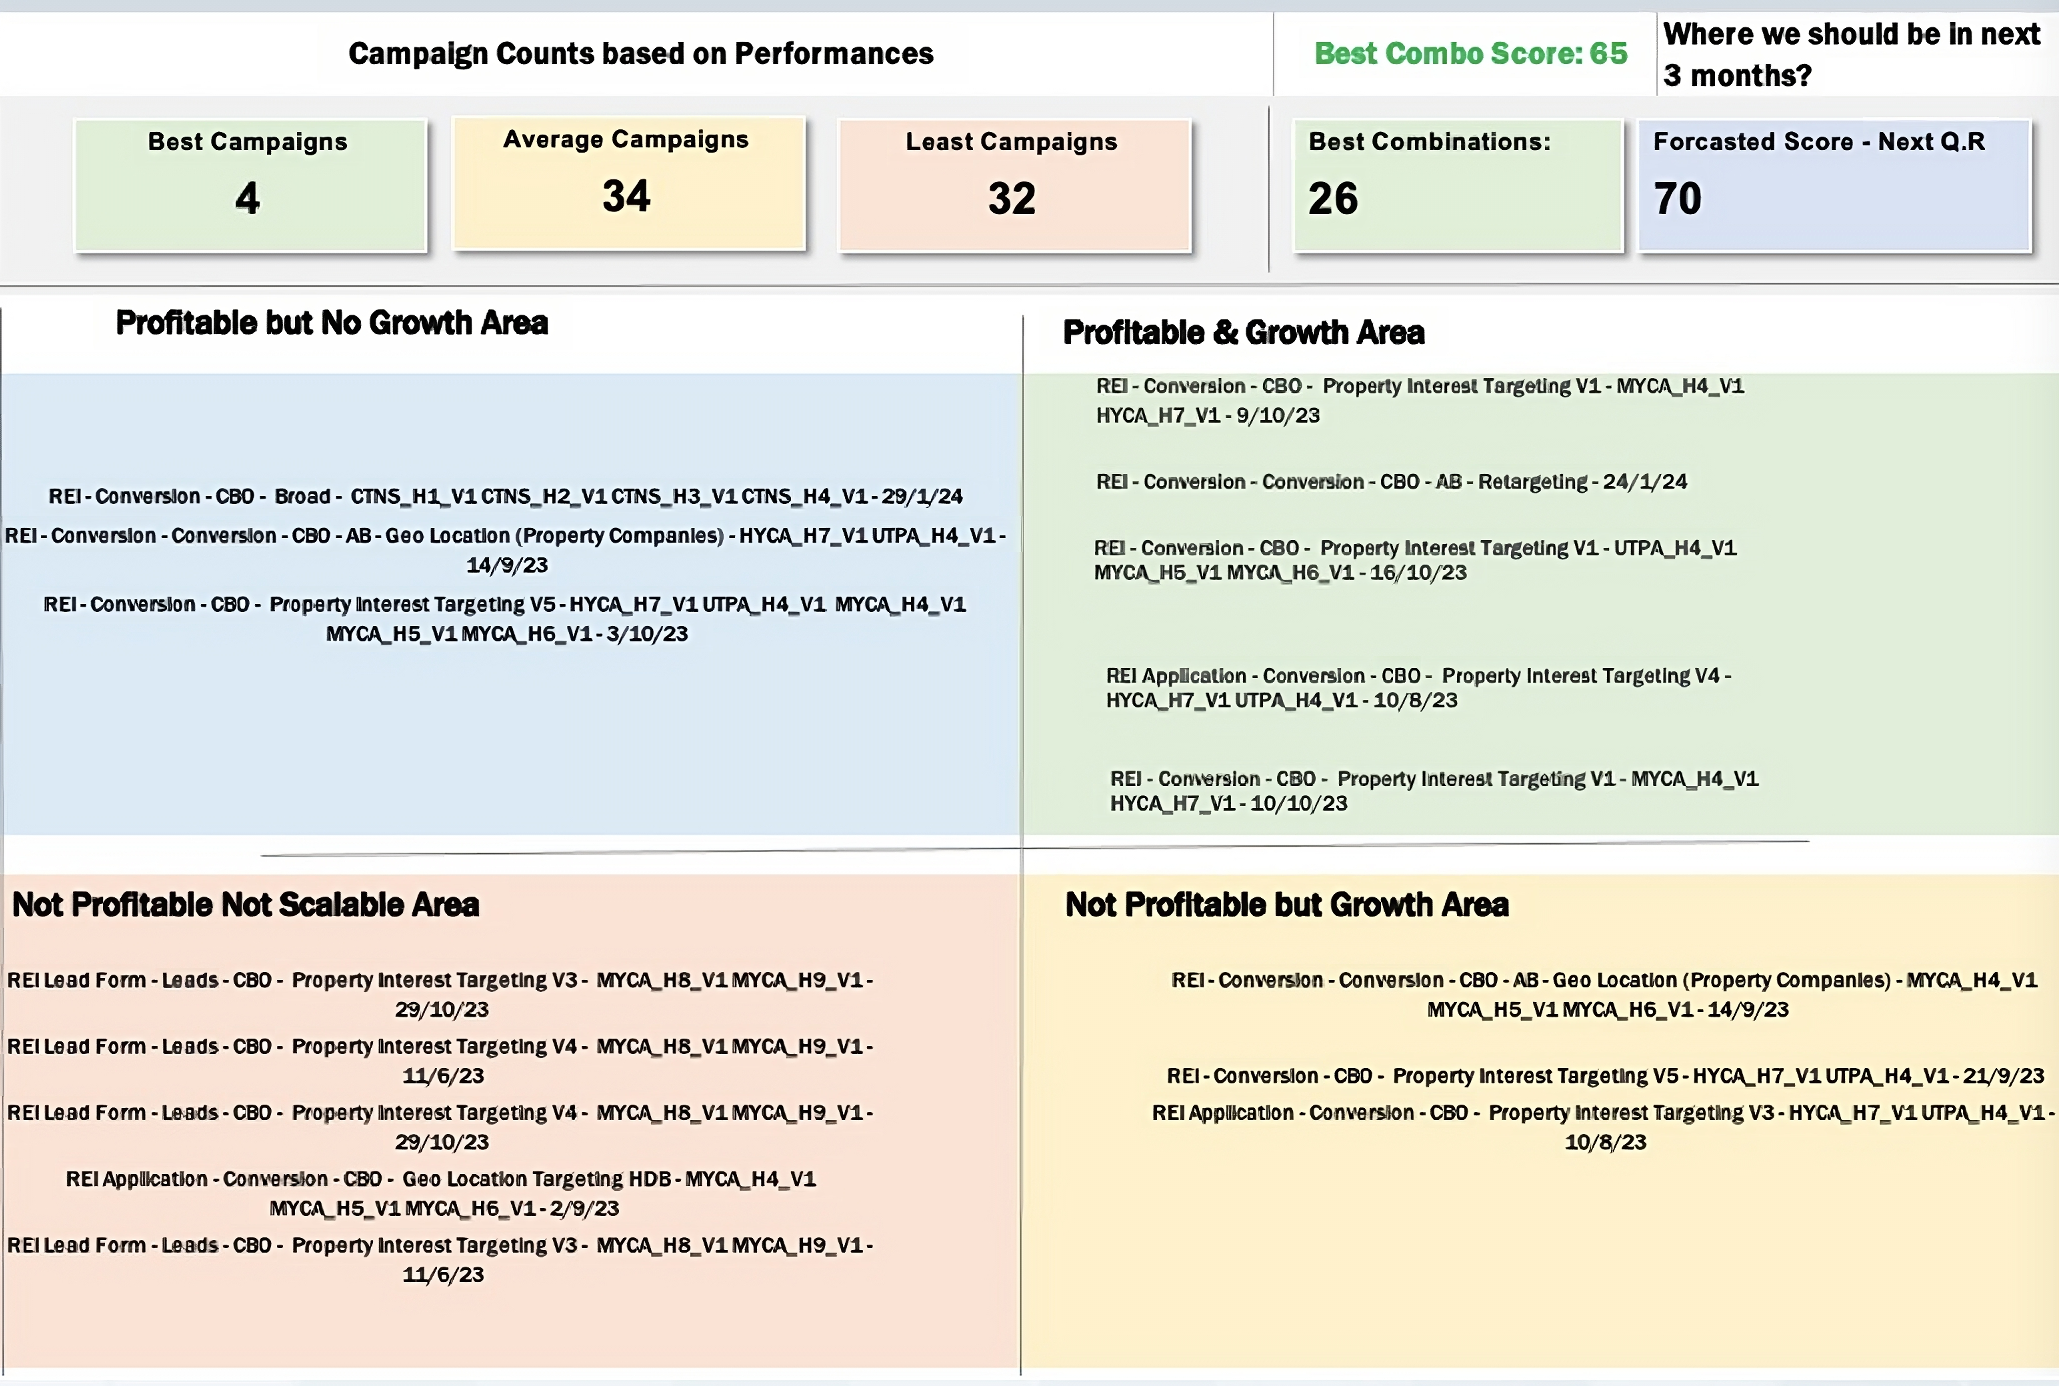 Campaign Counts based on Performances
Best Combo Score: 65
Where we should be in next
3 months?
Best Campaigns
4
Average Campaigns
34
Least Campaigns
32
Best Combinations:
26
Forcasted Score - Next Q.R
70
Profitable but No Growth Area
REI - Conversion - CBO - Broad - CTNS_H1_V1 CTNS_H2_V1 CTNS_H3_V1 CTNS_H4_V1 - 29/1/24
REI - Conversion - Conversion - CBO - AB - Geo Location (Property Companies) - HYCA_H7_V1 UTPA_H4_V1 -
14/9/23
REI - Conversion - CBO - Property Interest Targeting V5 - HYCA_H7_V1 UTPA_H4_V1 MYCA_H4_V1
MYCA_H5_V1 MYCA_H6_V1 - 3/10/23
Profitable & Growth Area
REI - Conversion - CBO - Property Interest Targeting V1 - MYCA_H4_V1
HYCA_H7_V1 - 9/10/23
REI - Conversion - Conversion - CBO - AB - Retargeting - 24/1/24
REI - Conversion - CBO - Property Interest Targeting V1 - UTPA_H4_V1
MYCA_H5_V1 MYCA_H6_V1 - 16/10/23
REI Application - Conversion - CBO - Property Interest Targeting V4 -
HYCA_H7_V1 UTPA_H4_V1 - 10/8/23
REI - Conversion - CBO - Property Interest Targeting V1 - MYCA_H4_V1
HYCA_H7_V1 - 10/10/23
Not Profitable Not Scalable Area
REI Lead Form - Leads - CBO - Property Interest Targeting V3 - MYCA_H8_V1 MYCA_H9_V1 -
29/10/23
REI Lead Form - Leads - CBO - Property Interest Targeting V4 - MYCA_H8_V1 MYCA_H9_V1 -
11/6/23
REI Lead Form - Leads - CBO - Property Interest Targeting V4 - MYCA_H8_V1 MYCA_H9_V1 -
29/10/23
REI Application - Conversion - CBO - Geo Location Targeting HDB - MYCA_H4_V1
MYCA_H5_V1 MYCA_H6_V1 - 2/9/23
REI Lead Form - Leads - CBO - Property Interest Targeting V3 - MYCA_H8_V1 MYCA_H9_V1 -
11/6/23
Not Profitable but Growth Area
REI - Conversion - Conversion - CBO - AB - Geo Location (Property Companies) - MYCA_H4_V1
MYCA_H5_V1 MYCA_H6_V1 - 14/9/23
REI - Conversion - CBO - Property Interest Targeting V5 - HYCA_H7_V1 UTPA_H4_V1 - 21/9/23
REI Application - Conversion - CBO - Property Interest Targeting V3 - HYCA_H7_V1 UTPA_H4_V1 -
10/8/23